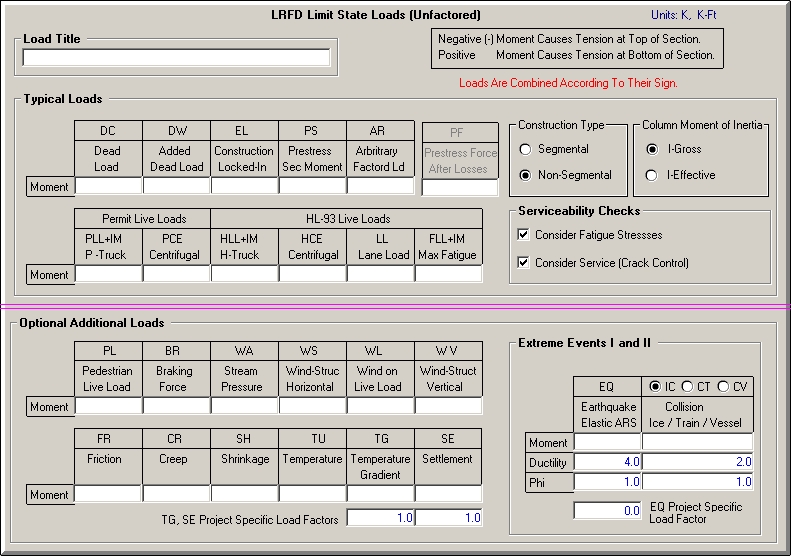 LRFD Limit State Loads (Unfactored)
Units: K, K-Ft
Load Title
Negative (-) Moment Causes Tension at Top of Section.
Positive Moment Causes Tension at Bottom of Section.
Loads Are Combined According To Their Sign.
Typical Loads
DC DW EL PS AR PF
Dead Load
Added Dead Load
Construction Locked-In
Prestress Sec Moment
Arbritrary Factord Ld
Prestress Force After Losses
Moment
Construction Type
Segmental
Non-Segmental
Column Moment of Inertia
I-Gross
I-Effective
Permit Live Loads
HL-93 Live Loads
PLL+IM P -Truck
PCE Centrifugal
HLL+IM H-Truck
HCE Centrifugal
LL Lane Load
FLL+IM Max Fatigue
Moment
Serviceability Checks
Consider Fatigue Stressses
Consider Service (Crack Control)
Optional Additional Loads
PL BR WA WS WL W V
Pedestrian Live Load
Braking Force
Stream Pressure
Wind-Struc Horizontal
Wind on Live Load
Wind-Struct Vertical
Moment
FR CR SH TU TG SE
Friction
Creep
Shrinkage
Temperature
Temperature Gradient
Settlement
Moment
TG, SE Project Specific Load Factors 1.0 1.0
Extreme Events I and II
EQ IC CT CV
Earthquake Elastic ARS
Collision Ice / Train / Vessel
Moment
Ductility 4.0 2.0
Phi 1.0 1.0
0.0 EQ Project Specific Load Factor